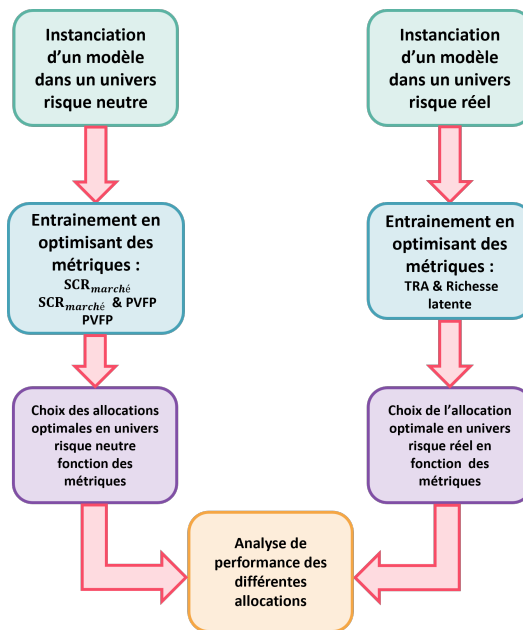 Instanciation
d'un modèle
dans un univers
risque neutre
Instanciation
d'un modèle
dans un univers
risque réel
Entrainement en
optimisant des
métriques :
SCR marché
SCR marché & PVFP
PVFP
Entrainement en
optimisant des
métriques :
TRA & Richesse
latente
Choix des allocations
optimales en univers
risque neutre
fonction des
métriques
Choix de l'allocation
optimale en univers
risque réel en
fonction des
métriques
Analyse de
performance des
différentes
allocations